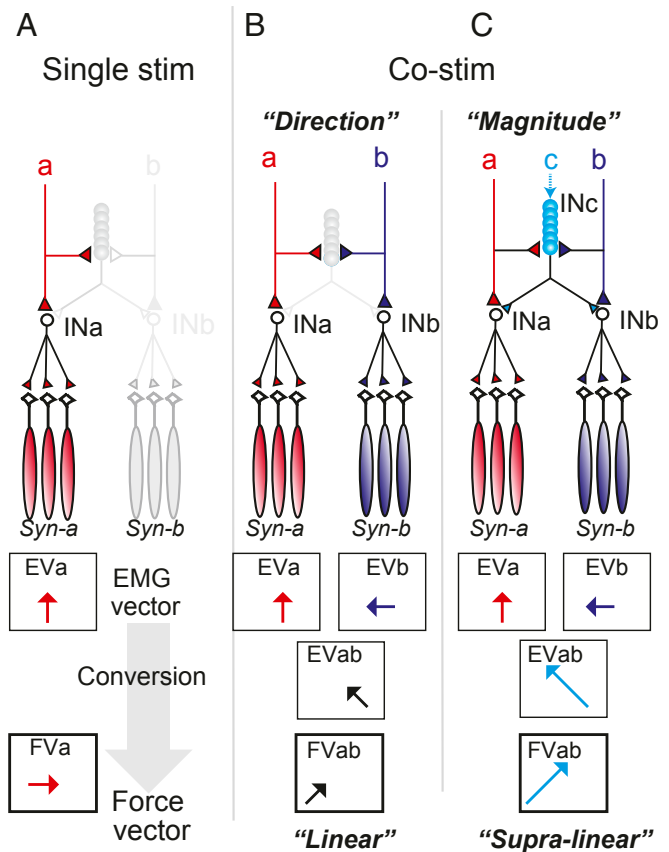 A
B
C
Single stim
Co-stim
“Direction”
“Magnitude”
a
b
a
b
a
c
b
INc
INa
INb
INa
INb
INa
INb
Syn-a
Syn-b
Syn-a
Syn-b
Syn-a
Syn-b
EVa
EMG
vector
EVa
EVb
EVa
EVb
Conversion
EVab
EVab
FVa
Force
vector
FVab
FVab
“Linear”
“Supra-linear”